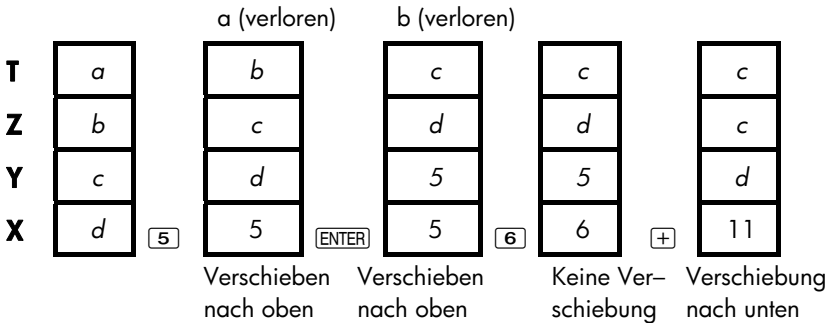 a (verloren) b (verloren)
T a b c c c
Z b c d d c
Y c d 5 5 d
X d 5 5 ENTER 5 6 6 + 11
Verschieben Verschieben Keine Ver– Verschiebung
nach oben nach oben schiebung nach unten